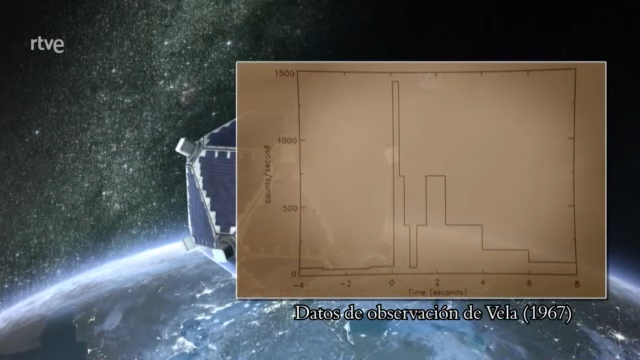 rtve
1500
1000
counts/second
500
0
-4
-2
0
2
4
6
8
Time (seconds)
Datos de observación de Vela (1967)